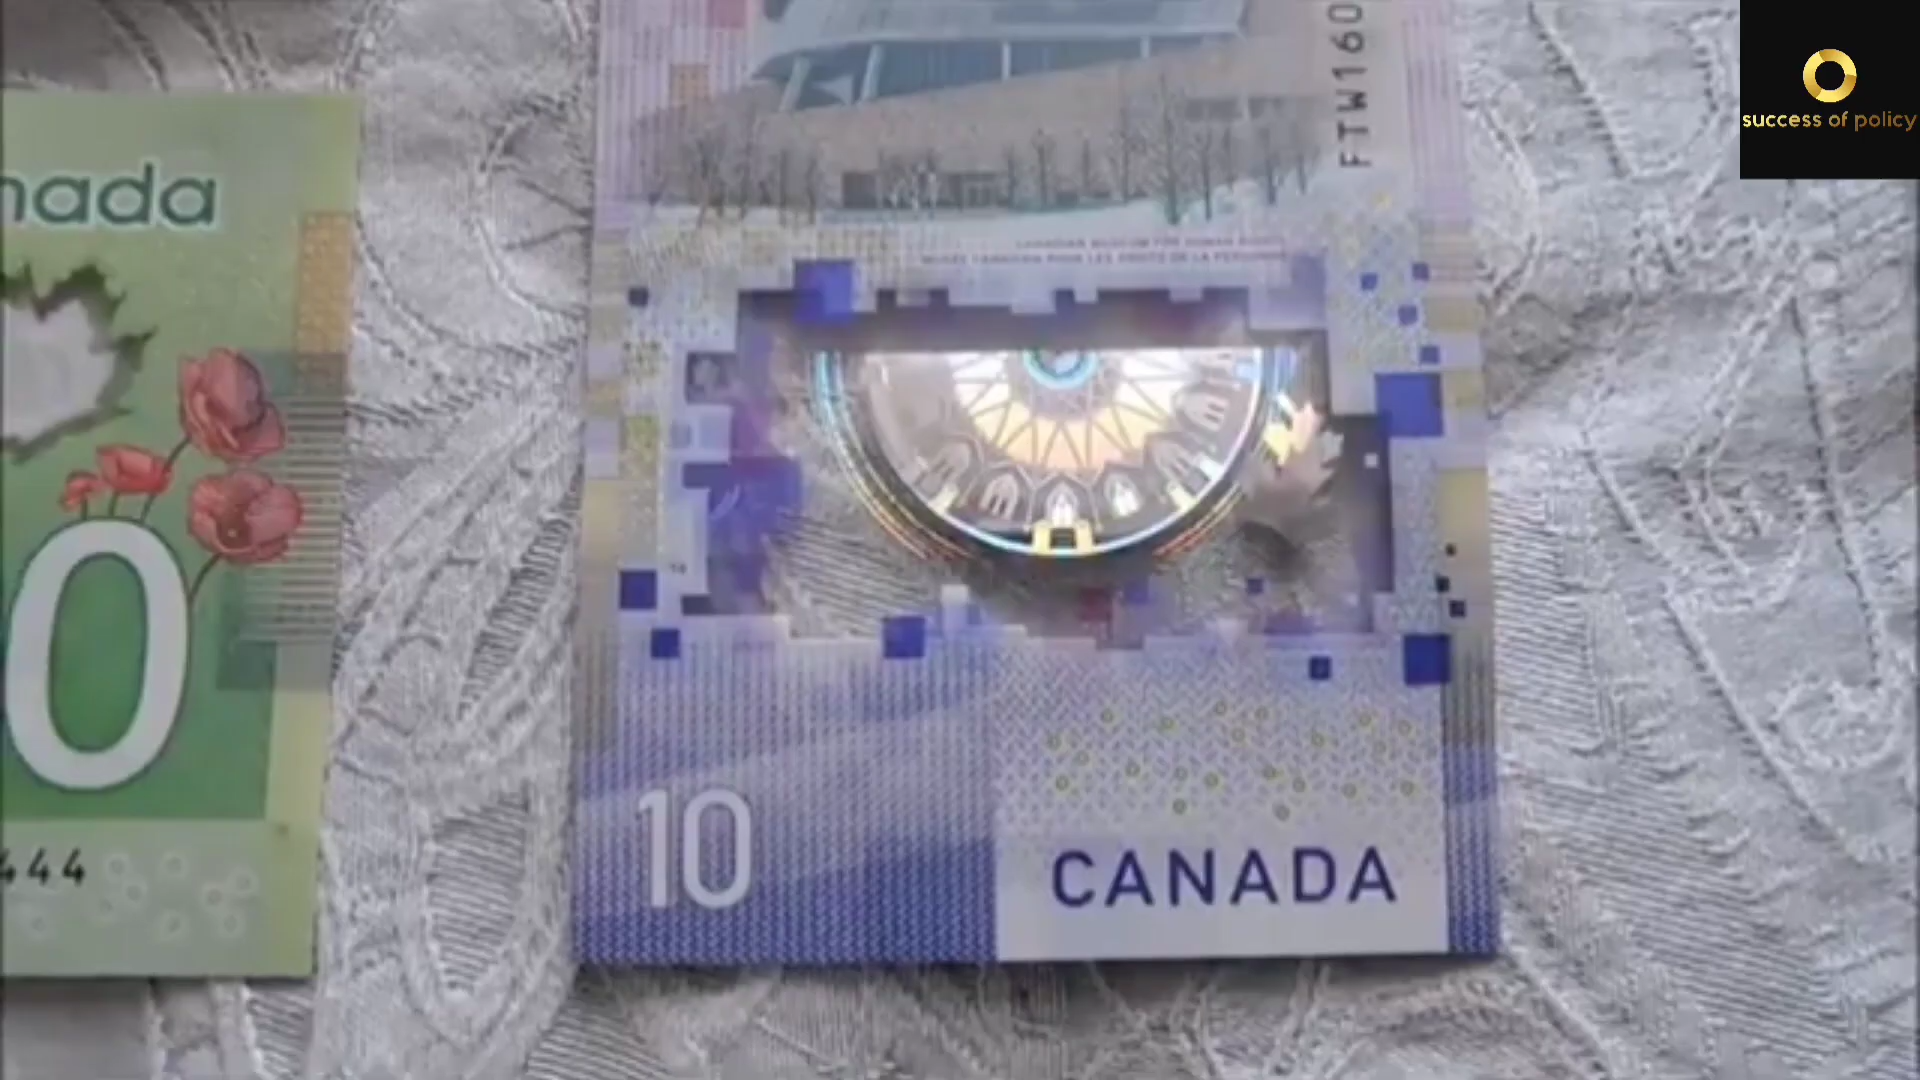 success of policy
FTW160
nada
CANADIAN MUSEUM FOR HUMAN
MUSÉE CANADIEN POUR LES DROITS DE LA PERSONNE
0
444
10
CANADA